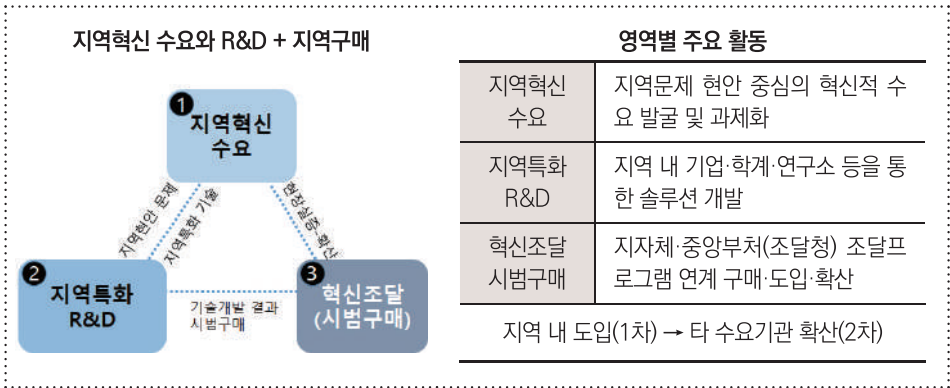 지역혁신 수요와 R&D + 지역구매
❶
지역혁신
수요
지역현안 문제
지역특화 기술
현장실증·확산
❷
지역특화
R&D
기술개발 결과
시범구매
❸
혁신조달
(시범구매)
영역별 주요 활동
지역혁신
수요
지역문제 현안 중심의 혁신적 수
요 발굴 및 과제화
지역특화
R&D
지역 내 기업·학계·연구소 등을 통
한 솔루션 개발
혁신조달
시범구매
지자체·중앙부처(조달청) 조달프
로그램 연계 구매·도입·확산
지역 내 도입(1차) → 타 수요기관 확산(2차)